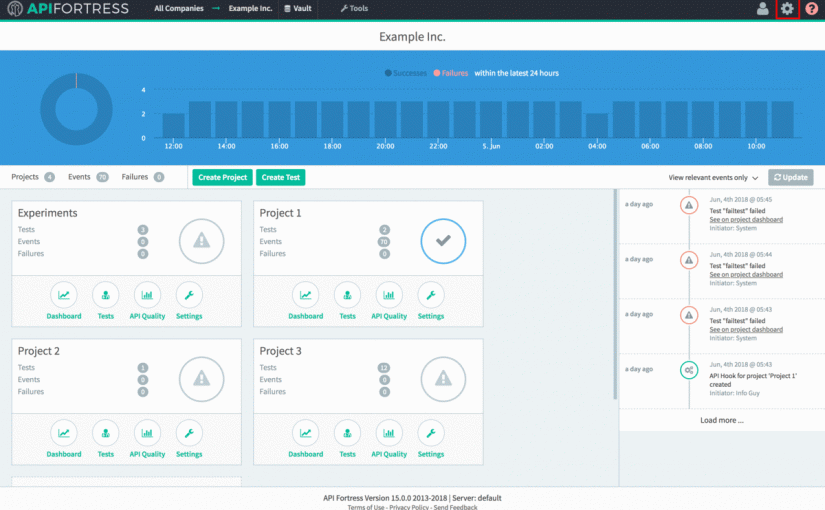 APIFORTRESS
All Companies → Example Inc. Vault Tools
Example Inc.
Successes Failures within the latest 24 hours
4
2
0
12:00 14:00 16:00 18:00 20:00 22:00 5. Jun 02:00 04:00 06:00 08:00 10:00
Projects 4 Events 70 Failures 0 Create Project Create Test View relevant events only Update
Experiments
Tests 3
Events 0
Failures 0
Dashboard Tests API Quality Settings
Project 1
Tests 2
Events 70
Failures 0
Dashboard Tests API Quality Settings
Project 2
Tests 1
Events 0
Failures 0
Dashboard Tests API Quality Settings
Project 3
Tests 12
Events 0
Failures 0
Dashboard Tests API Quality Settings
a day ago
Jun, 4th 2018 @ 05:45
Test "failtest" failed
See on project dashboard
Initiator: System
a day ago
Jun, 4th 2018 @ 05:44
Test "failtest" failed
See on project dashboard
Initiator: System
a day ago
Jun, 4th 2018 @ 05:43
Test "failtest" failed
See on project dashboard
Initiator: System
a day ago
Jun, 4th 2018 @ 05:43
API Hook for project 'Project 1'
created
Initiator: Info Guy
Load more ...
API Fortress Version 15.0.0 2013-2018 | Server: default
Terms of Use - Privacy Policy - Send Feedback